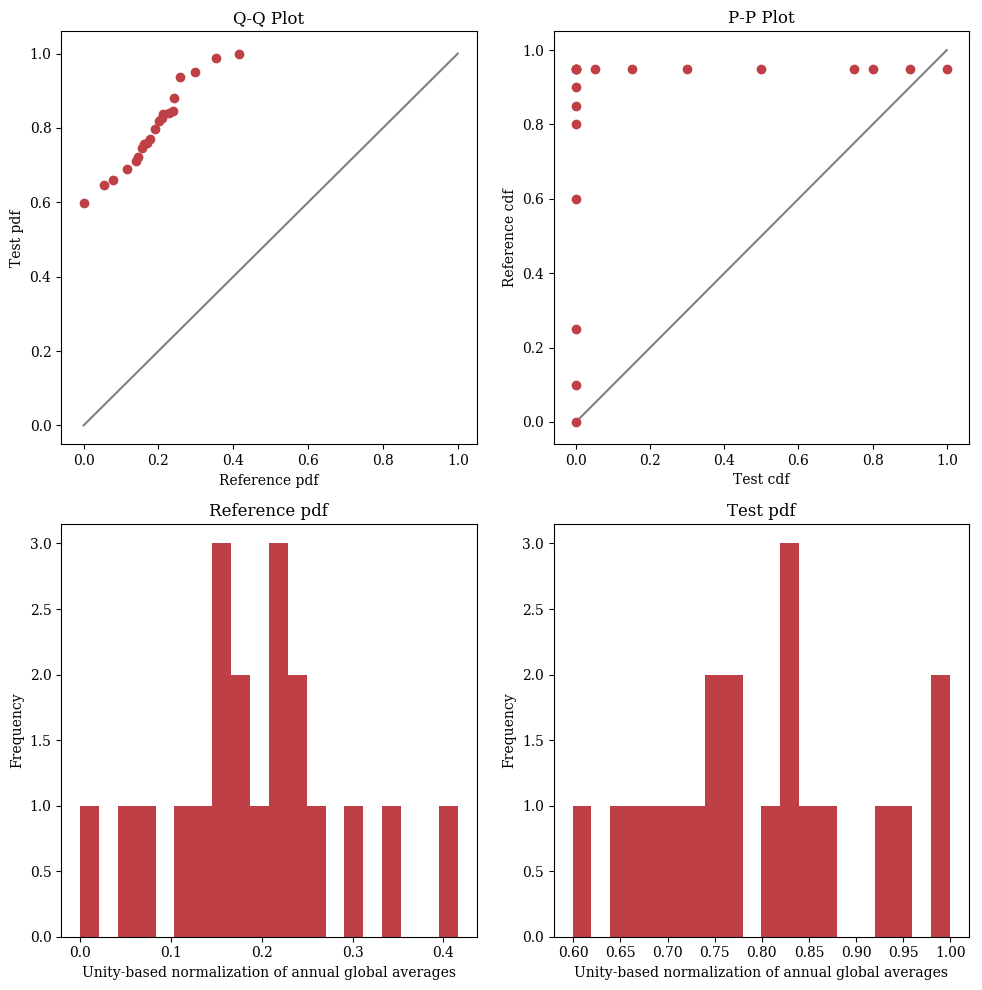 Q-Q Plot
1.0
0.8
0.6
0.4
0.2
0.0
Test pdf
0.0 0.2 0.4 0.6 0.8 1.0
Reference pdf
P-P Plot
1.0
0.8
0.6
0.4
0.2
0.0
Reference cdf
0.0 0.2 0.4 0.6 0.8 1.0
Test cdf
Reference pdf
3.0
2.5
2.0
1.5
1.0
0.5
0.0
Frequency
0.0 0.1 0.2 0.3 0.4
Unity-based normalization of annual global averages
Test pdf
3.0
2.5
2.0
1.5
1.0
0.5
0.0
Frequency
0.60 0.65 0.70 0.75 0.80 0.85 0.90 0.95 1.00
Unity-based normalization of annual global averages